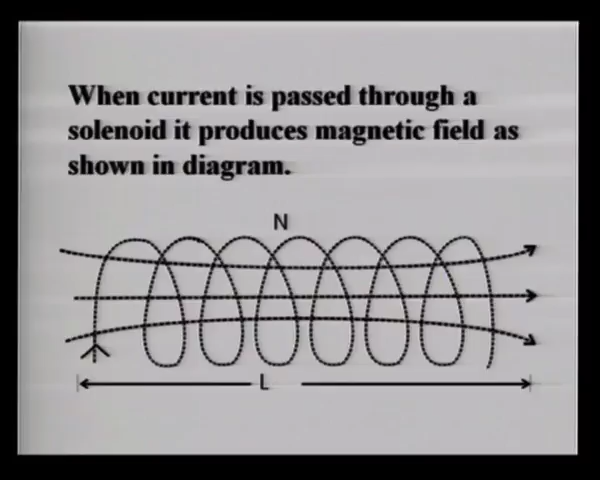 When current is passed through a
solenoid it produces magnetic field as
shown in diagram.
N
L